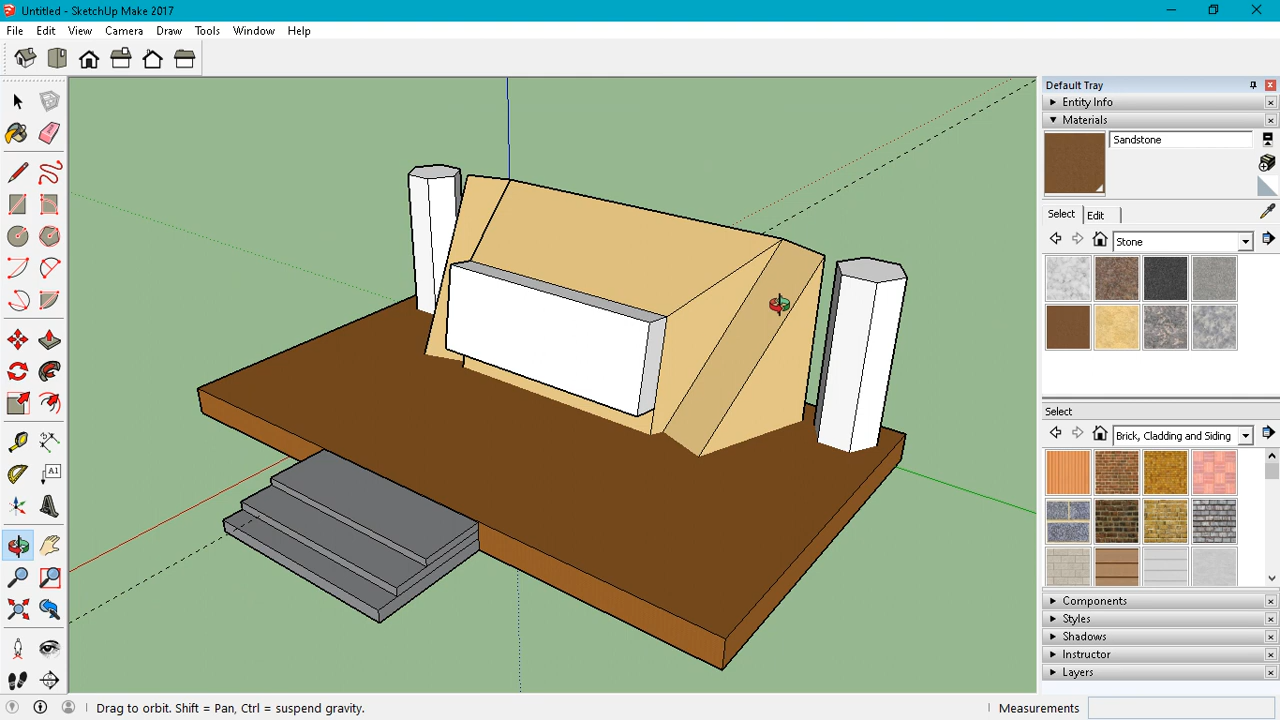 Untitled - SketchUp Make 2017
File Edit View Camera Draw Tools Window Help
Default Tray
Entity Info
Materials
Sandstone
Select Edit
Stone
Select
Brick, Cladding and Siding
A1
Components
Styles
Shadows
Instructor
Layers
Drag to orbit. Shift = Pan, Ctrl = suspend gravity.
Measurements